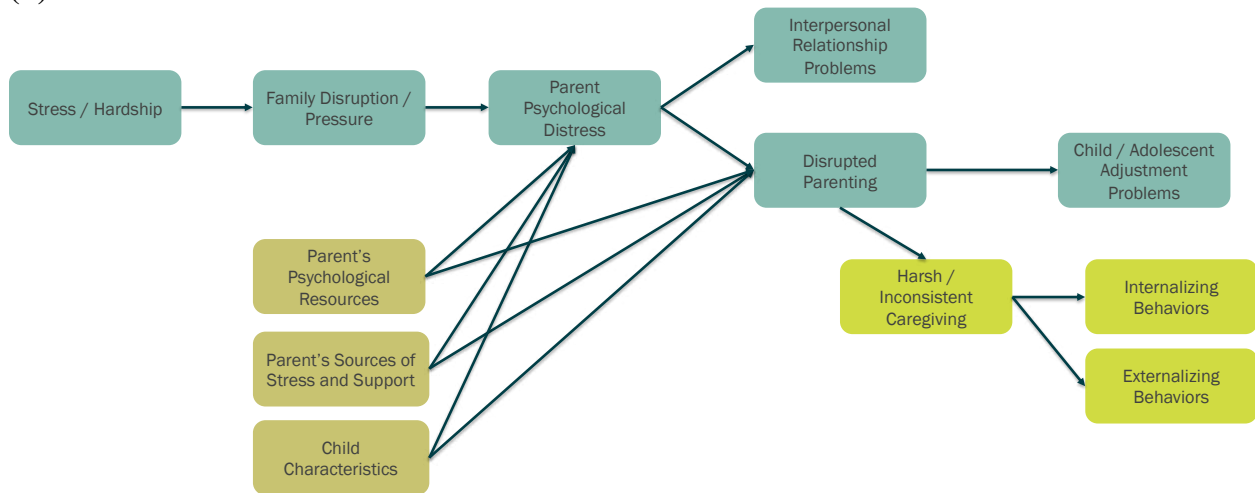 Stress / Hardship
Family Disruption /
Pressure
Parent
Psychological
Distress
Interpersonal
Relationship
Problems
Disrupted
Parenting
Child / Adolescent
Adjustment
Problems
Parent's
Psychological
Resources
Harsh /
Inconsistent
Caregiving
Internalizing
Behaviors
Parent's Sources of
Stress and Support
Externalizing
Behaviors
Child
Characteristics